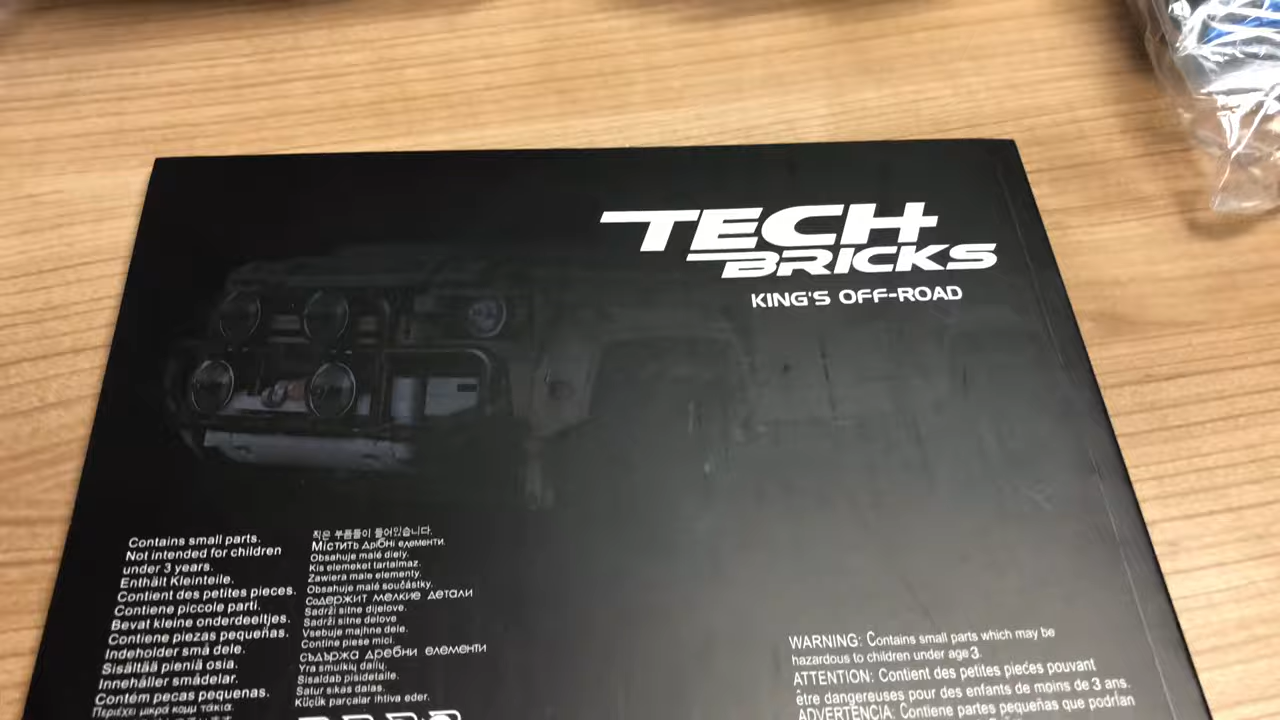 TECH
BRICKS
KING'S OFF-ROAD
Contains small parts.
Not intended for children
under 3 years.
Enthält Kleinteile.
Contient des petites pieces.
Contiene piccole parti.
Bevat kleine onderdeeltjes.
Contiene piezas pequeñas.
Indeholder små dele.
Sisältää pieniä osia.
Innehåller smådelar.
Contém pecas pequenas.
Περιέχει μικρά κομμ τάκια.
작은 부품들이 들어있습니다.
Мiстить дрiбнi елементи.
Obsahuje malé diely.
Kis elemeket tartalmaz.
Zawiera małe elementy.
Obsahuje malé součástky.
Содержит мелкие детали
Sadrži sitne dijelove.
Sadrži sitne delove
Vsebuje majhne dele.
Contine piese mici.
съдържа дребни елементи
Yra smulkių dalių.
Sisaldab pisidetaile.
Satur sīkas daļas.
Küçük parçalar ihtiva eder.
WARNING: Contains small parts which may be
hazardous to children under age 3.
ATTENTION: Contient des petites pieces pouvant
être dangereuses pour des enfants de moins de 3 ans.
ADVERTENCIA: Contiene partes pequeñas que podrían